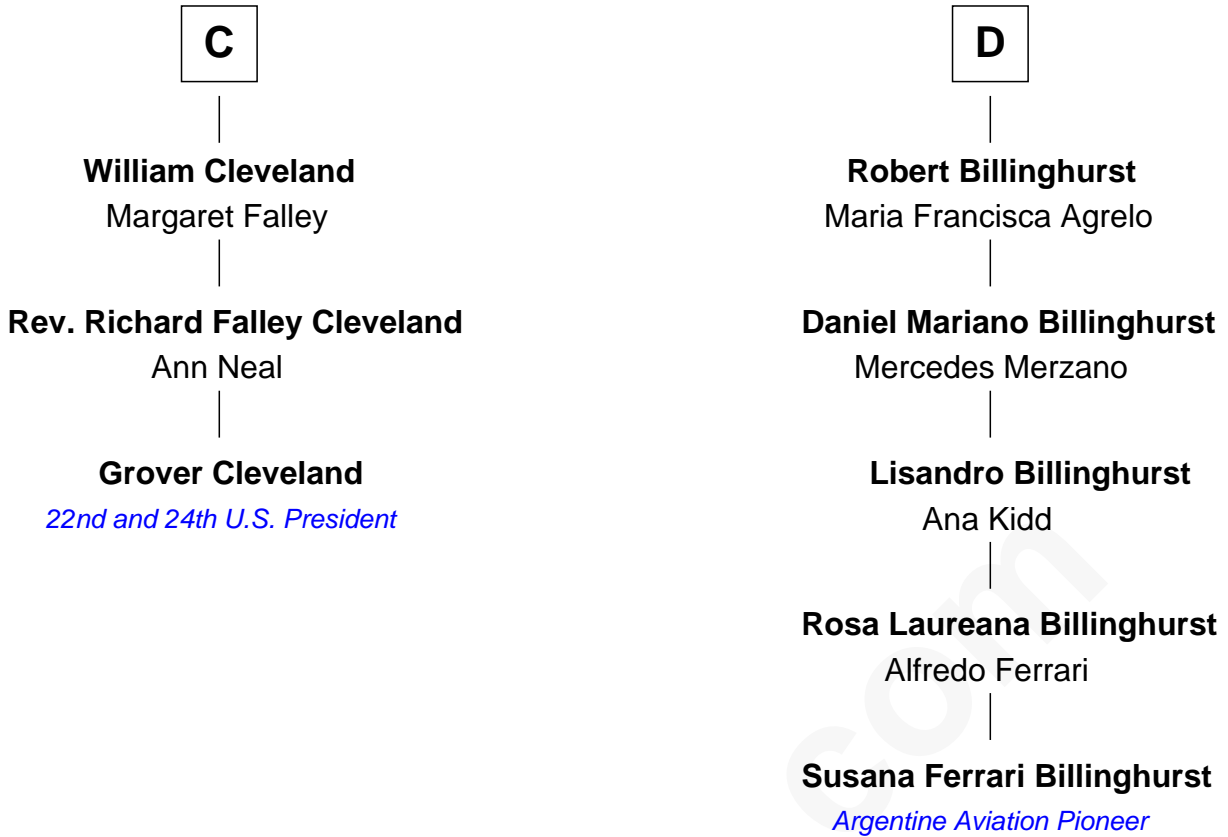 C
William Cleveland
Margaret Falley
Rev. Richard Falley Cleveland
Ann Neal
Grover Cleveland
22nd and 24th U.S. President
D
Robert Billinghurst
Maria Francisca Agrelo
Daniel Mariano Billinghurst
Mercedes Merzano
Lisandro Billinghurst
Ana Kidd
Rosa Laureana Billinghurst
Alfredo Ferrari
Susana Ferrari Billinghurst
Argentine Aviation Pioneer
com